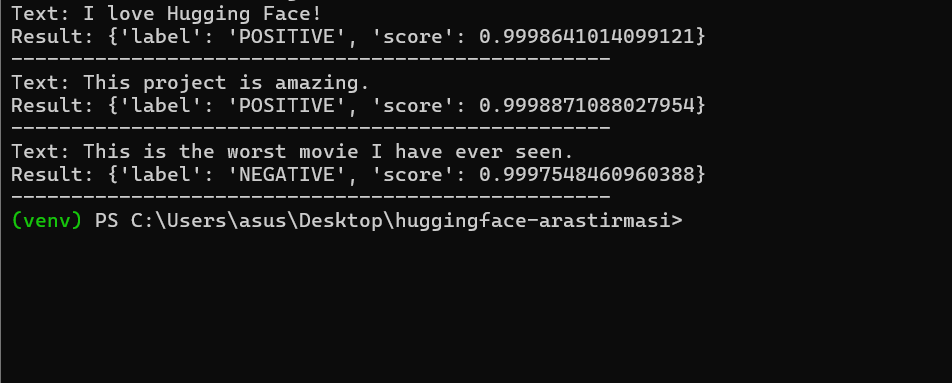 Text: I love Hugging Face!
Result: {'label': 'POSITIVE', 'score': 0.9998641014099121}
--------------------------------------------------
Text: This project is amazing.
Result: {'label': 'POSITIVE', 'score': 0.9998871088027954}
--------------------------------------------------
Text: This is the worst movie I have ever seen.
Result: {'label': 'NEGATIVE', 'score': 0.9997548460960388}
--------------------------------------------------
(venv) PS C:\Users\asus\Desktop\huggingface-arastirmasi>